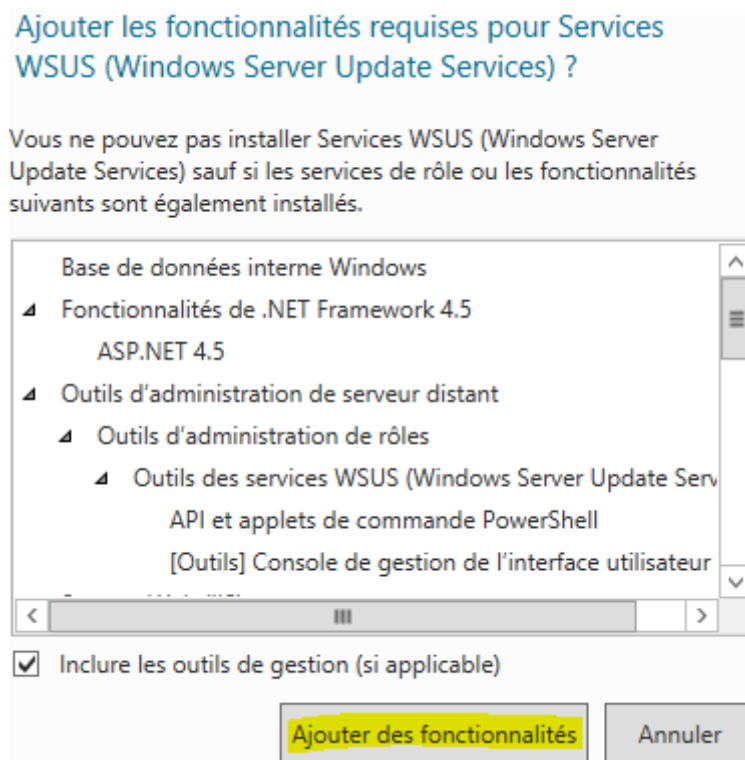 Ajouter les fonctionnalités requises pour Services
WSUS (Windows Server Update Services) ?
Vous ne pouvez pas installer Services WSUS (Windows Server
Update Services) sauf si les services de rôle ou les fonctionnalités
suivants sont également installés.
Base de données interne Windows
Fonctionnalités de .NET Framework 4.5
ASP.NET 4.5
Outils d’administration de serveur distant
Outils d’administration de rôles
Outils des services WSUS (Windows Server Update Serv
API et applets de commande PowerShell
[Outils] Console de gestion de l’interface utilisateur
Inclure les outils de gestion (si applicable)
Ajouter des fonctionnalités Annuler